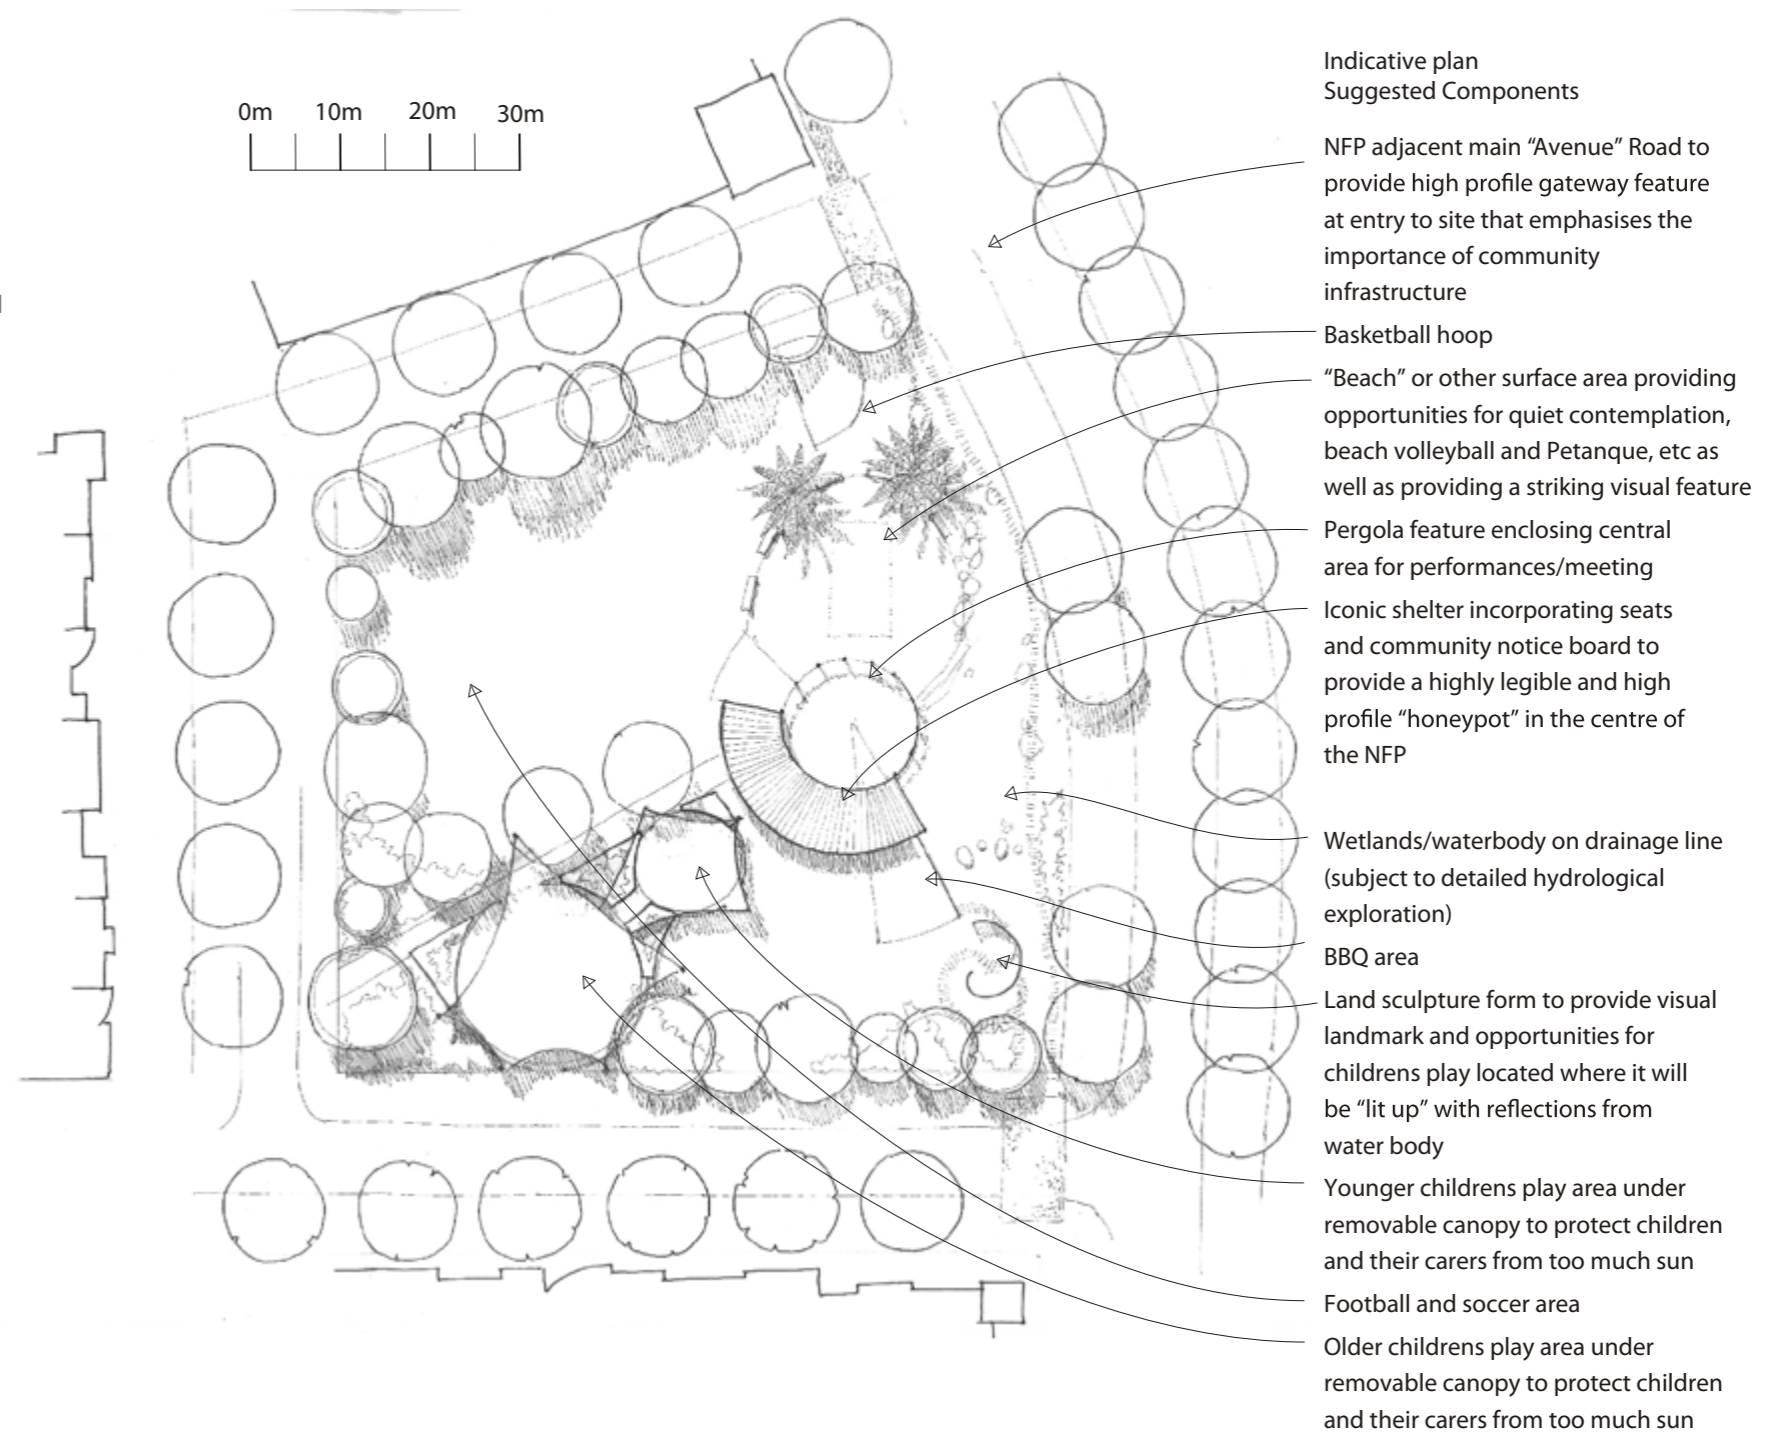 0m 10m 20m 30m
Indicative plan
Suggested Components
NFP adjacent main “Avenue” Road to
provide high profile gateway feature
at entry to site that emphasises the
importance of community
infrastructure
Basketball hoop
“Beach” or other surface area providing
opportunities for quiet contemplation,
beach volleyball and Petanque, etc as
well as providing a striking visual feature
Pergola feature enclosing central
area for performances/meeting
Iconic shelter incorporating seats
and community notice board to
provide a highly legible and high
profile “honeypot” in the centre of
the NFP
Wetlands/waterbody on drainage line
(subject to detailed hydrological
exploration)
BBQ area
Land sculpture form to provide visual
landmark and opportunities for
childrens play located where it will
be “lit up” with reflections from
water body
Younger childrens play area under
removable canopy to protect children
and their carers from too much sun
Football and soccer area
Older childrens play area under
removable canopy to protect children
and their carers from too much sun